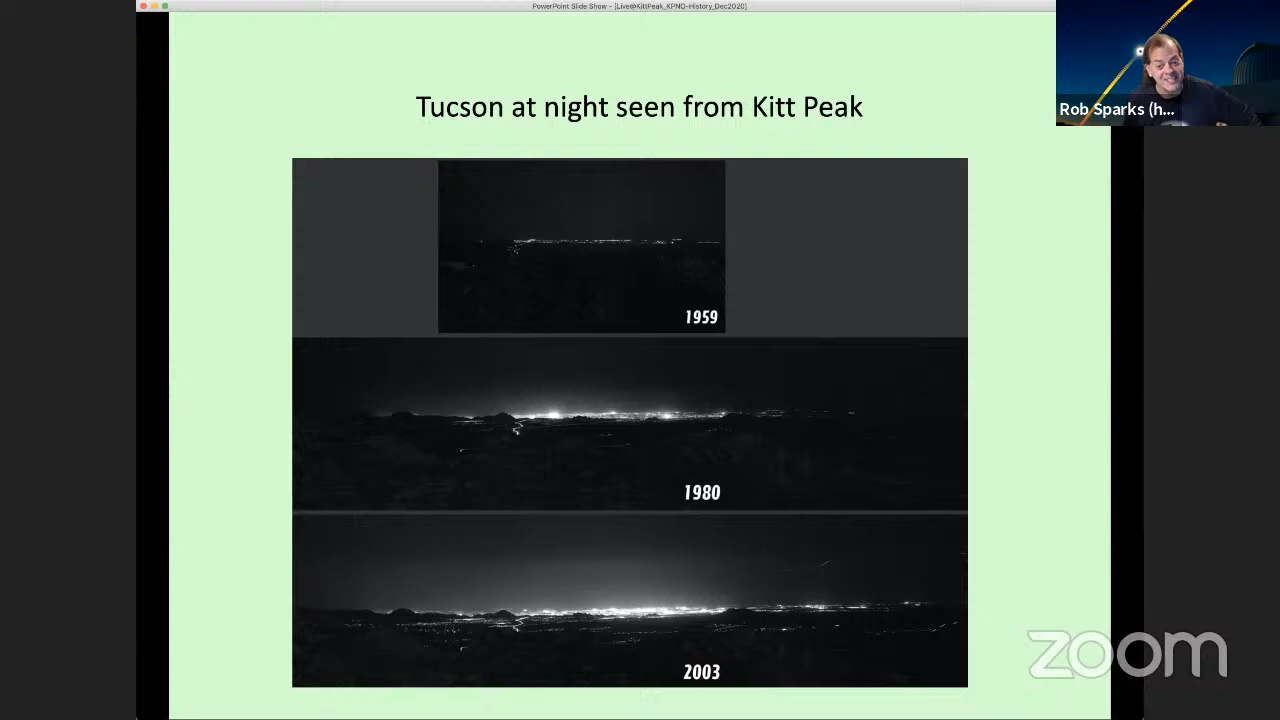 PowerPoint Slide Show - [Live@KittPeak_KPNO-History_Dec2020]
Rob Sparks (h...
Tucson at night seen from Kitt Peak
1959
1980
2003
zoom